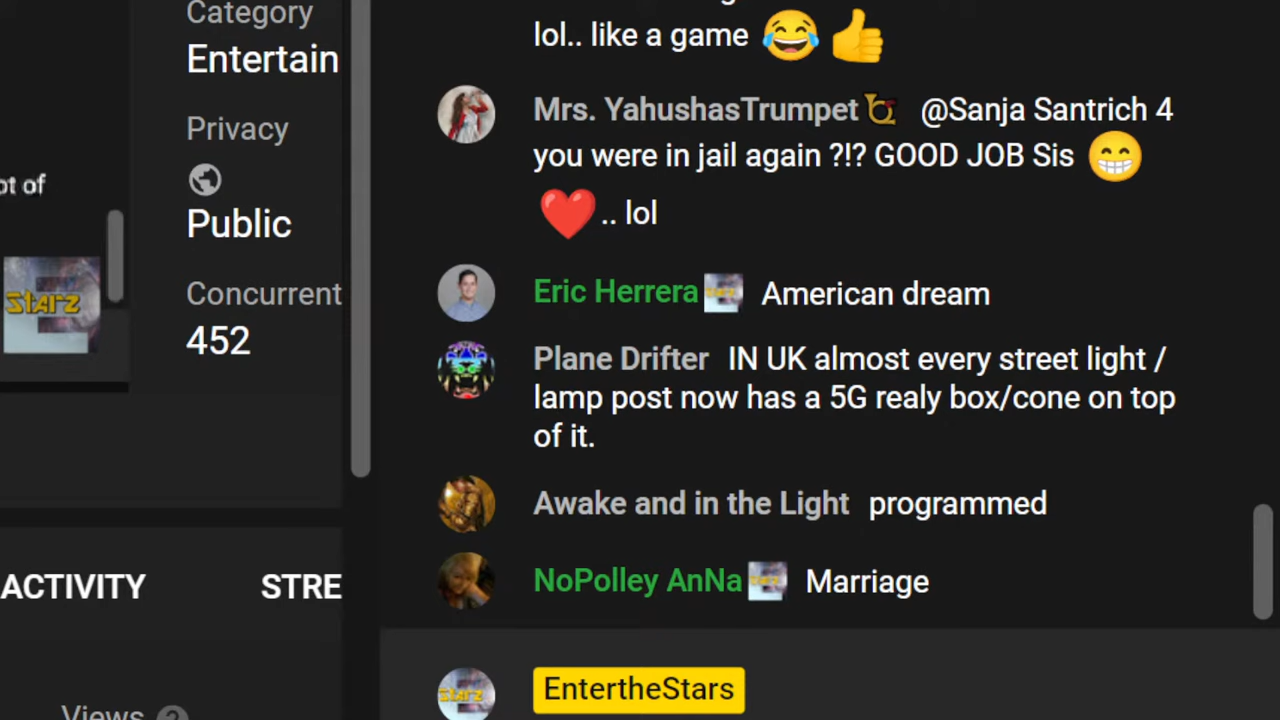 Category
Entertain
Privacy
ot of
Public
Starz
Concurrent
452
ACTIVITY
STRE
Views
lol.. like a game 😂👍
Mrs. YahushasTrumpet @Sanja Santrich 4
you were in jail again ?!? GOOD JOB Sis 😁
❤️.. lol
Eric Herrera American dream
Plane Drifter IN UK almost every street light /
lamp post now has a 5G realy box/cone on top
of it.
Awake and in the Light programmed
NoPolley AnNa Marriage
Starz
EntertheStars